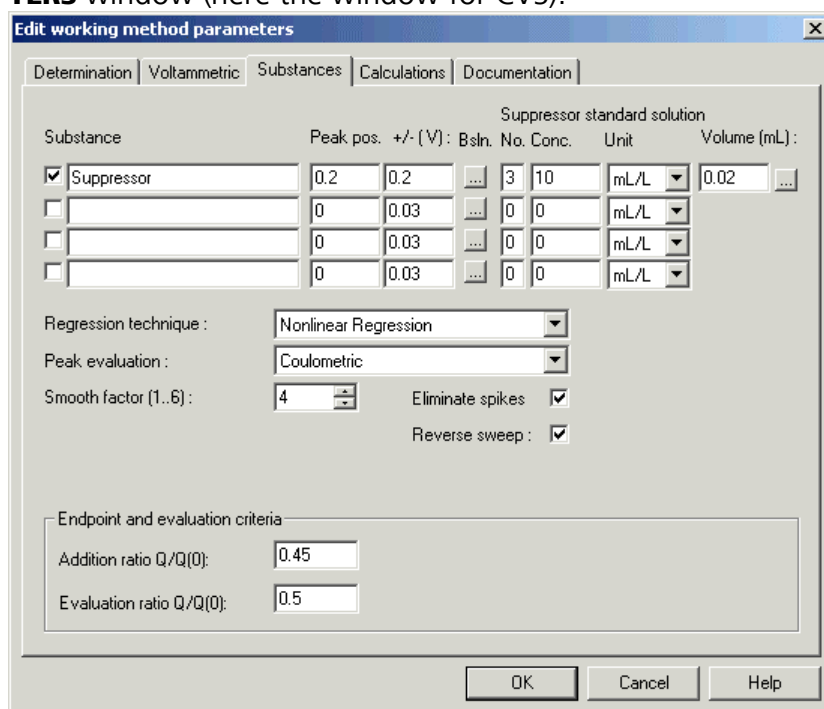 TERS window (here the window for CVS).
Edit working method parameters
Determination Voltammetric Substances Calculations Documentation
Suppressor standard solution
Substance Peak pos. +/- ( V) : Bsln. No. Conc. Unit Volume (mL) :
Suppressor 0.2 0.2 ... 3 10 mL/L 0.02 ...
0 0.03 ... 0 0 mL/L
0 0.03 ... 0 0 mL/L
0 0.03 ... 0 0 mL/L
Regression technique : Nonlinear Regression
Peak evaluation : Coulometric
Smooth factor (1..6) : 4 Eliminate spikes
Reverse sweep :
Endpoint and evaluation criteria
Addition ratio Q/Q(0): 0.45
Evaluation ratio Q/Q(0): 0.5
OK Cancel Help